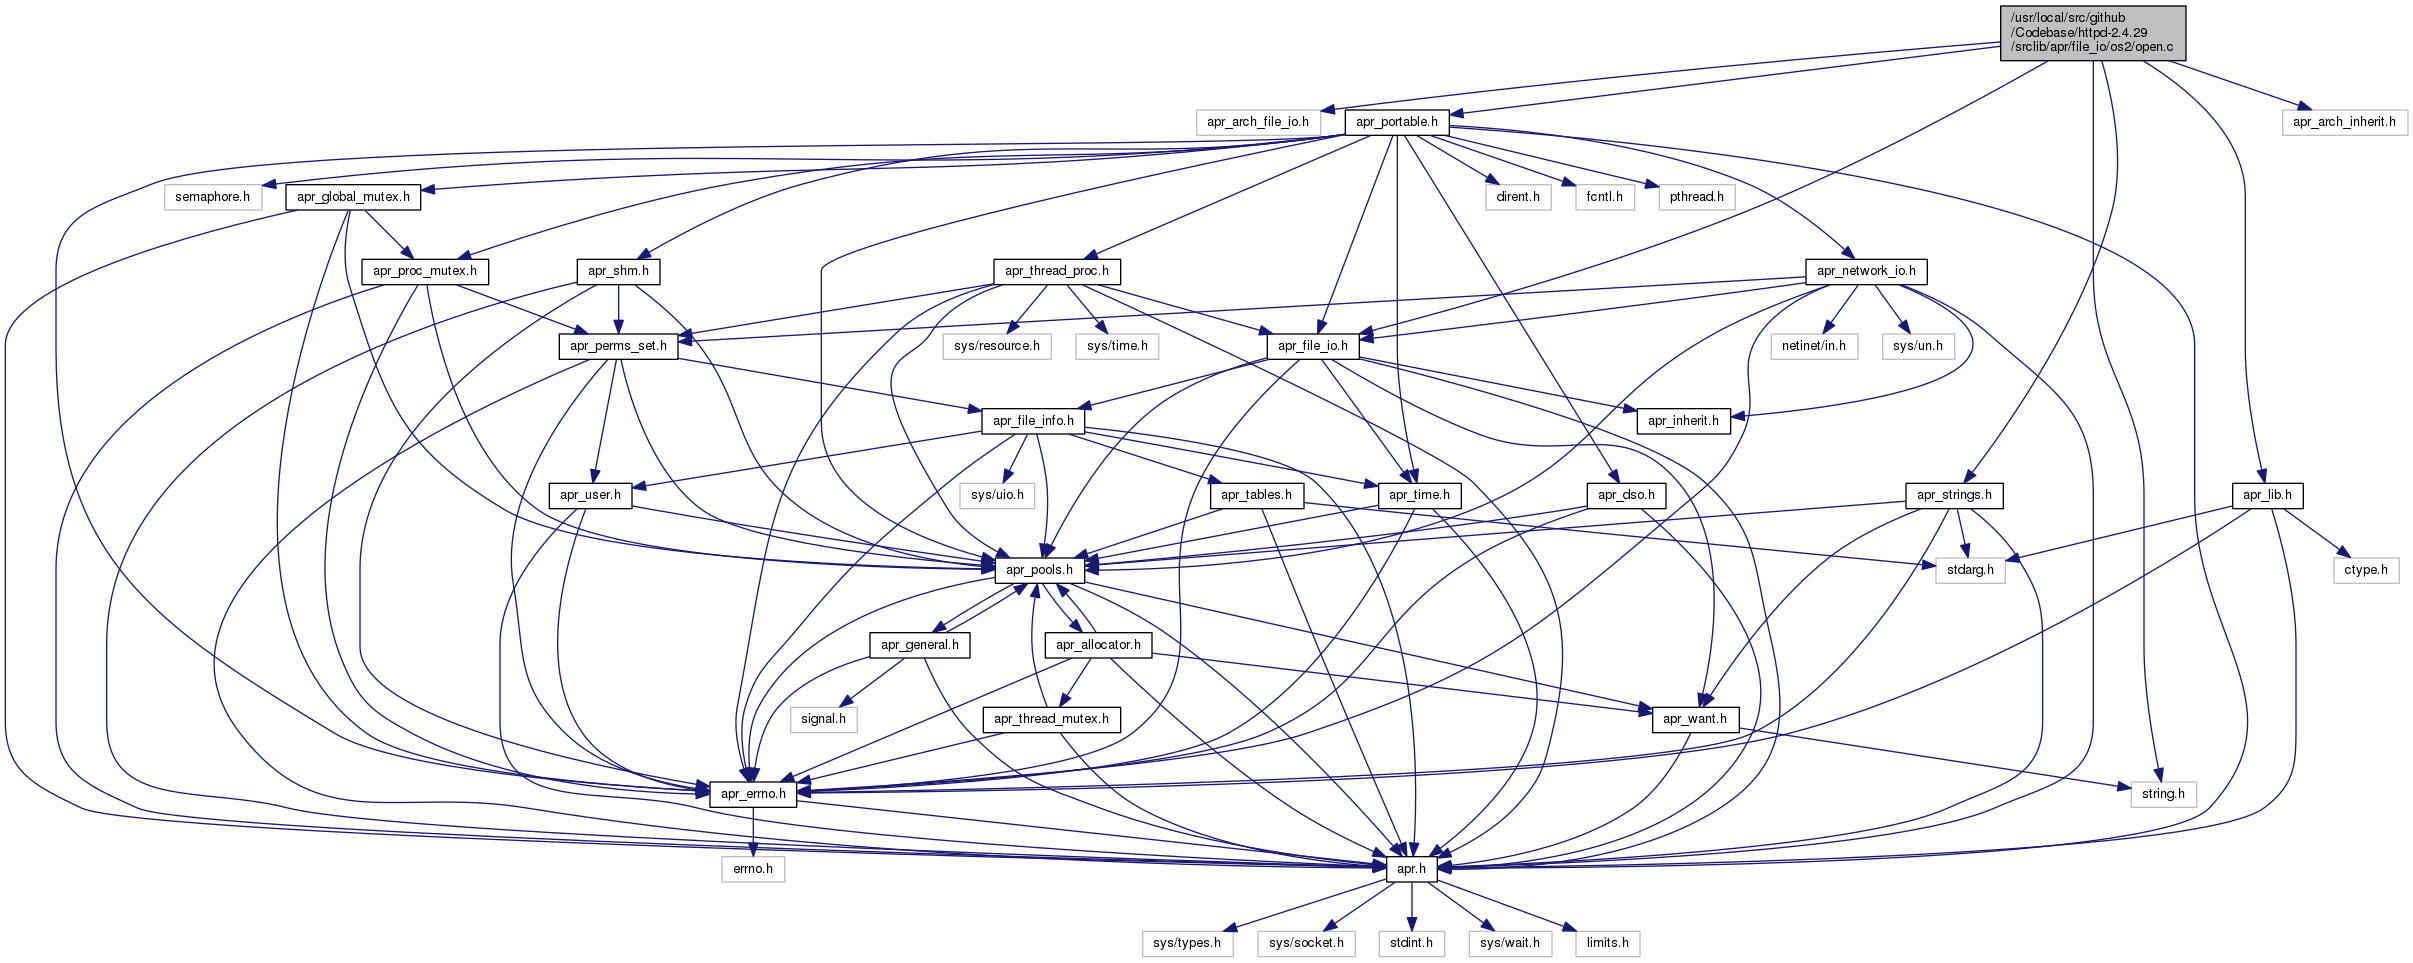 /usr/local/src/github
/Codebase/httpd-2.4.29
/srclib/apr/file_io/os2/open.c
apr_arch_file_io.h
apr_portable.h
apr_arch_inherit.h
semaphore.h
apr_global_mutex.h
dirent.h
fcntl.h
pthread.h
apr_proc_mutex.h
apr_shm.h
apr_thread_proc.h
apr_network_io.h
apr_perms_set.h
sys/resource.h
sys/time.h
apr_file_io.h
netinet/in.h
sys/un.h
apr_file_info.h
apr_inherit.h
apr_user.h
sys/uio.h
apr_tables.h
apr_time.h
apr_dso.h
apr_strings.h
apr_lib.h
apr_pools.h
stdarg.h
ctype.h
apr_general.h
apr_allocator.h
signal.h
apr_thread_mutex.h
apr_want.h
apr_errno.h
string.h
errno.h
apr.h
sys/types.h
sys/socket.h
stdint.h
sys/wait.h
limits.h